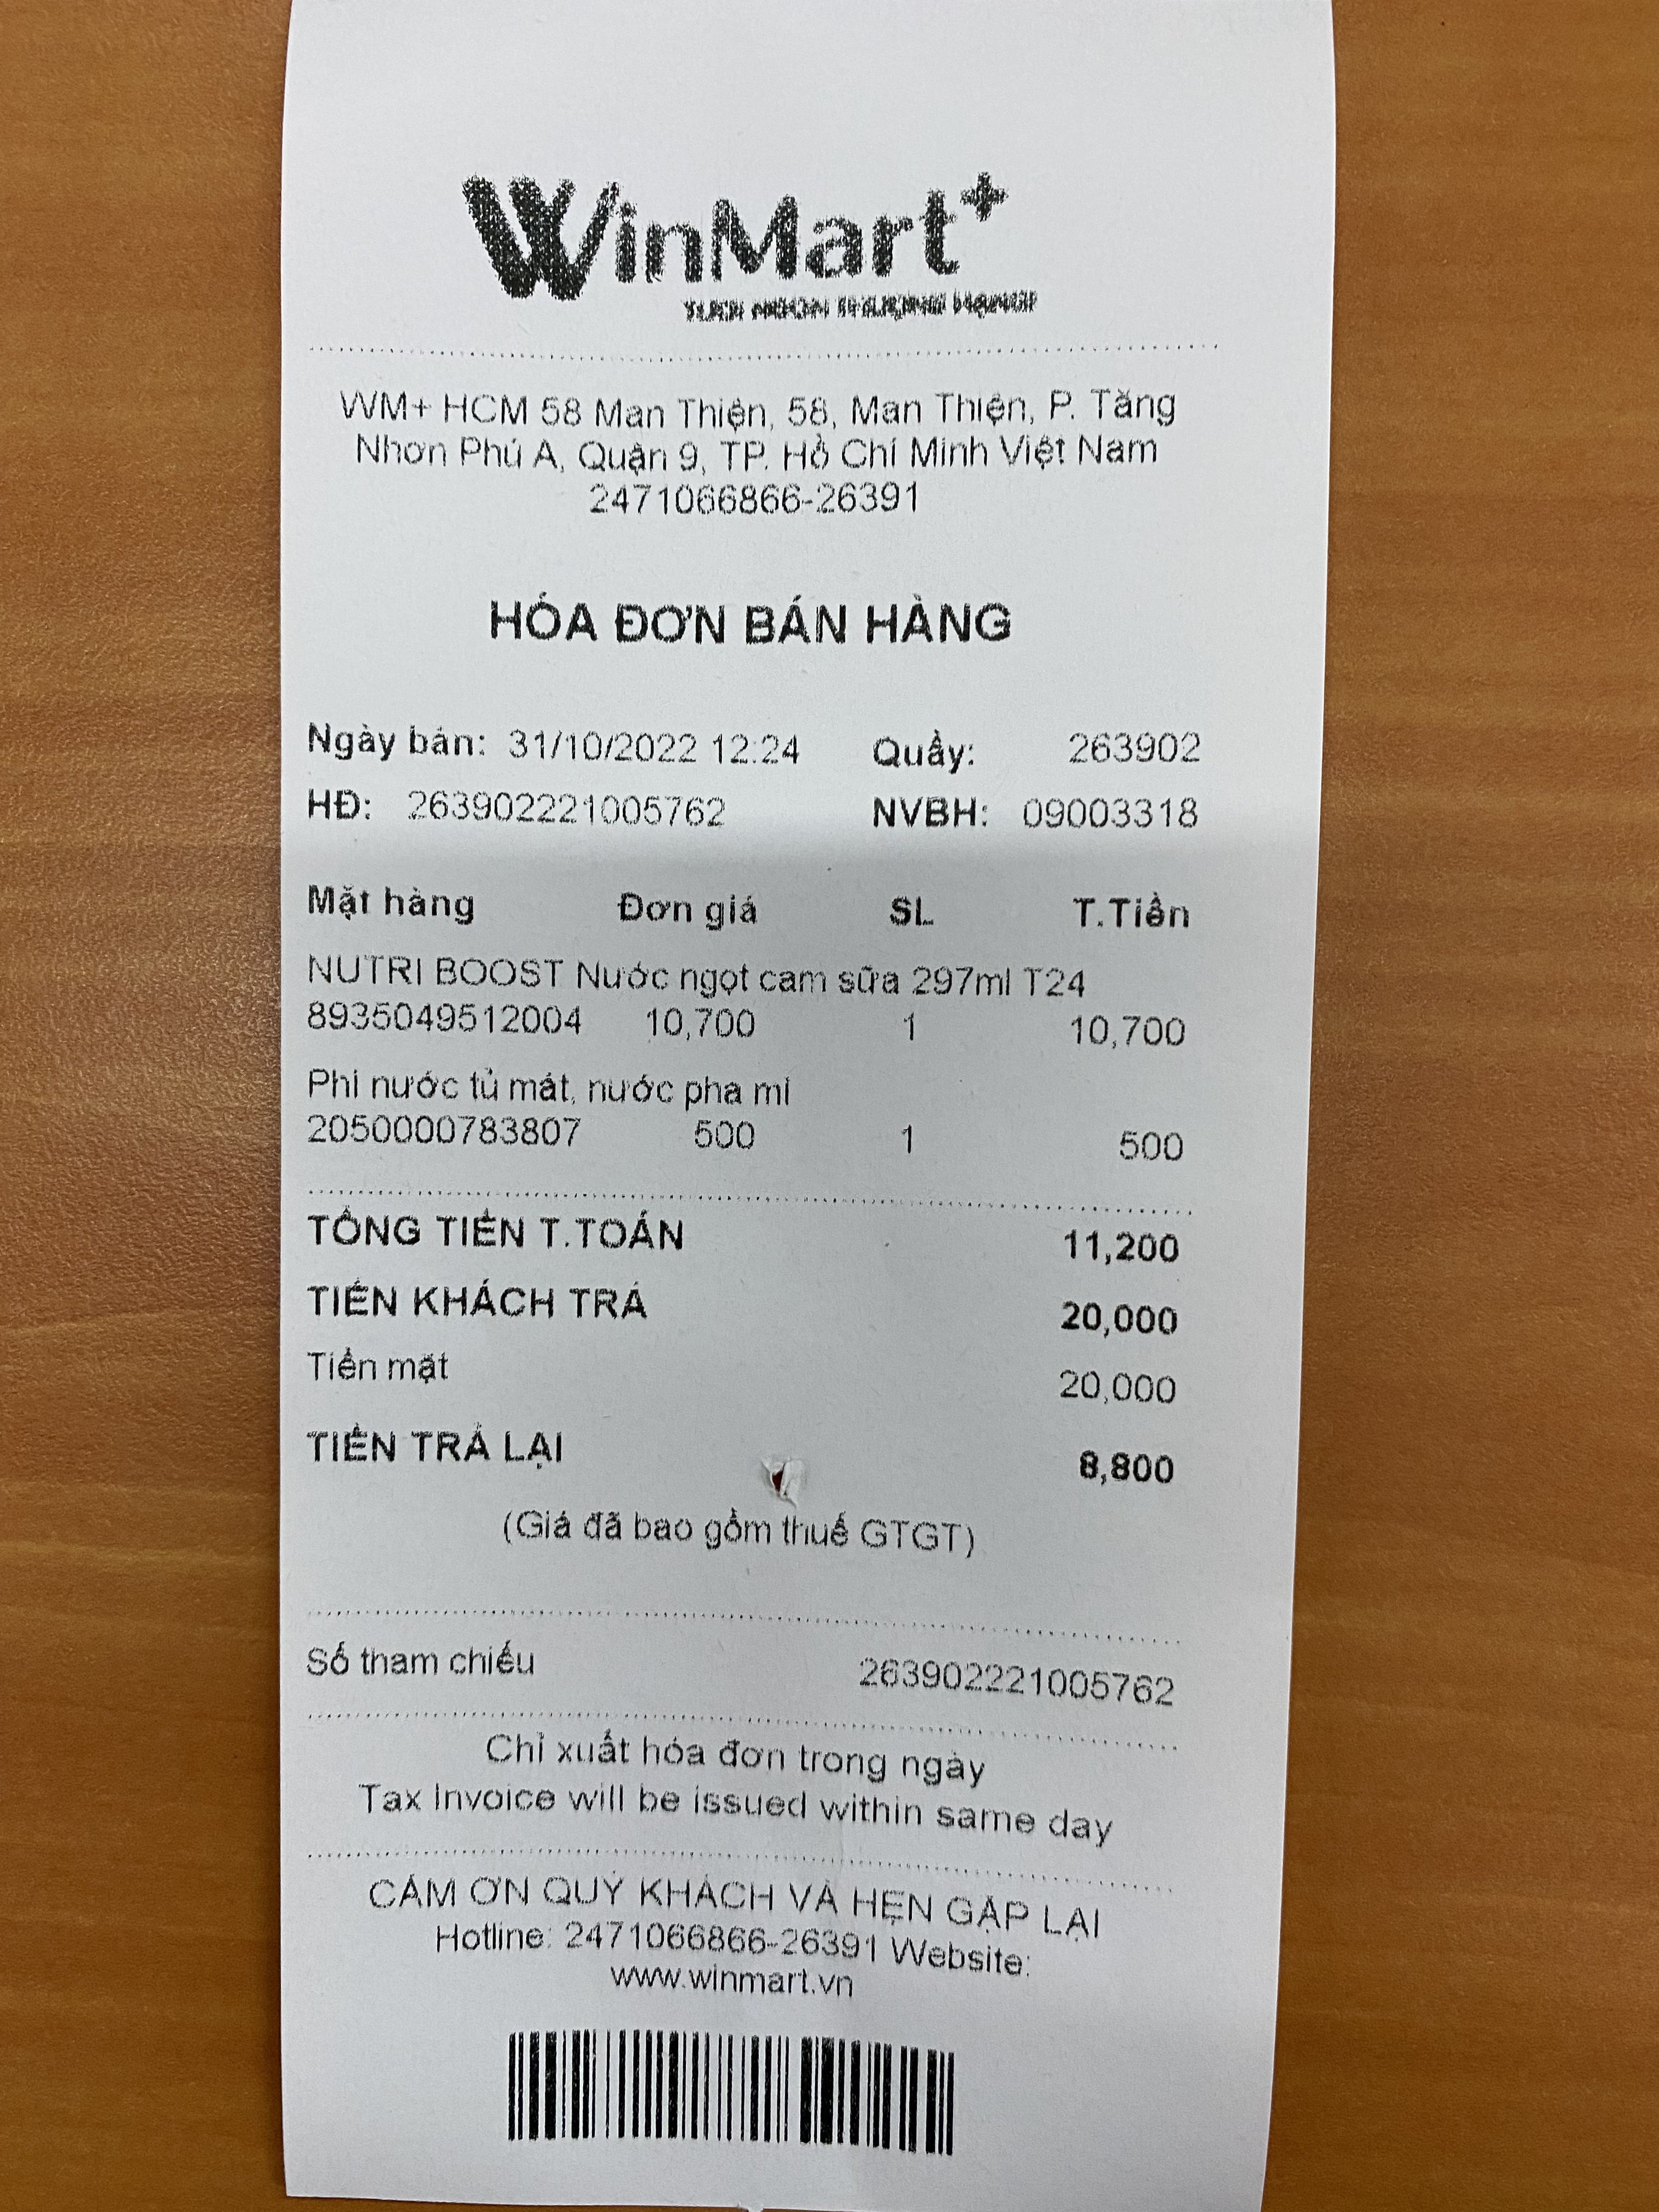 WinMart+
TƯƠI NGON THƯỢNG HẠNG!
WM+ HCM 58 Man Thiện, 58, Man Thiện, P. Tăng
Nhơn Phú A, Quận 9, TP. Hồ Chí Minh Việt Nam
2471066866-26391
HÓA ĐƠN BÁN HÀNG
Ngày bán: 31/10/2022 12:24 Quầy: 263902
HĐ: 263902221005762 NVBH: 09003318
Mặt hàng Đơn giá SL T.Tiền
NUTRI BOOST Nước ngọt cam sữa 297ml T24
8935049512004 10,700 1 10,700
Phí nước tủ mát, nước pha mì
2050000783807 500 1 500
TỔNG TIỀN T.TOÁN 11,200
TIỀN KHÁCH TRẢ 20,000
Tiền mặt 20,000
TIỀN TRẢ LẠI 8,800
(Giá đã bao gồm thuế GTGT)
Số tham chiếu 263902221005762
Chỉ xuất hóa đơn trong ngày
Tax Invoice will be issued within same day
CẢM ƠN QUÝ KHÁCH VÀ HẸN GẶP LẠI
Hotline: 2471066866-26391 Website:
www.winmart.vn